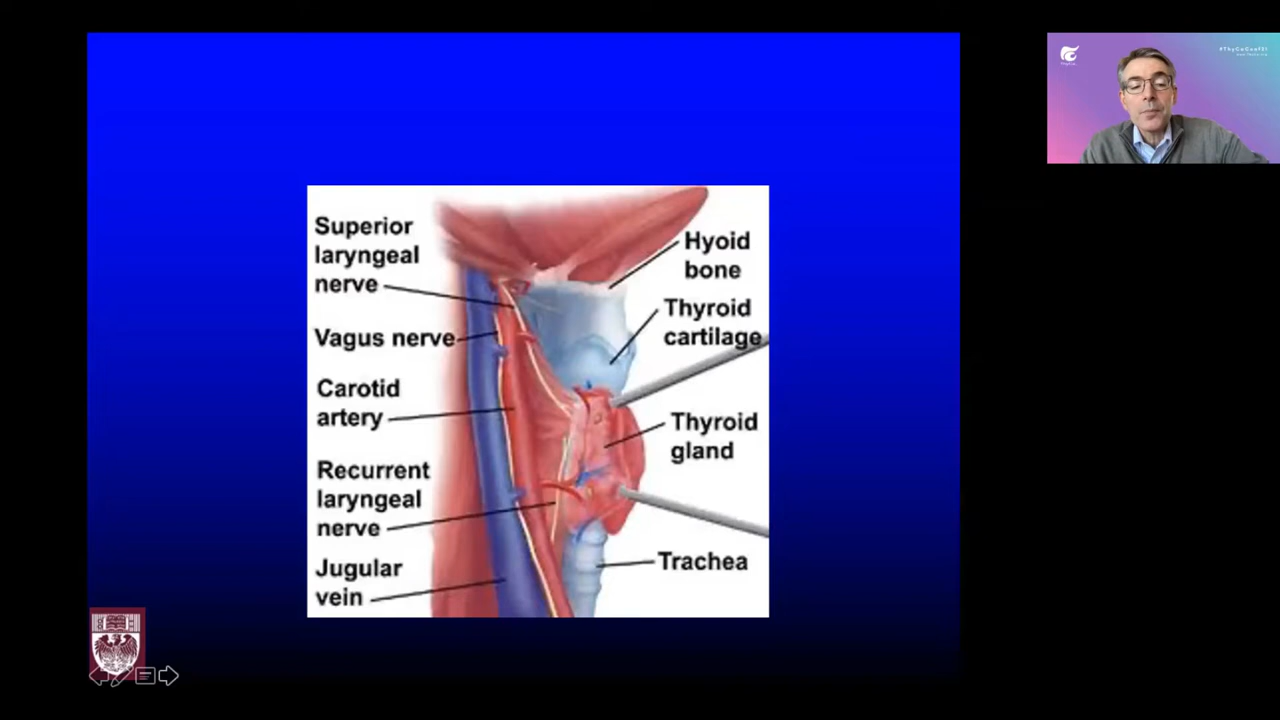 Superior
laryngeal
nerve
Vagus nerve
Carotid
artery
Recurrent
laryngeal
nerve
Jugular
vein
Hyoid
bone
Thyroid
cartilage
Thyroid
gland
Trachea